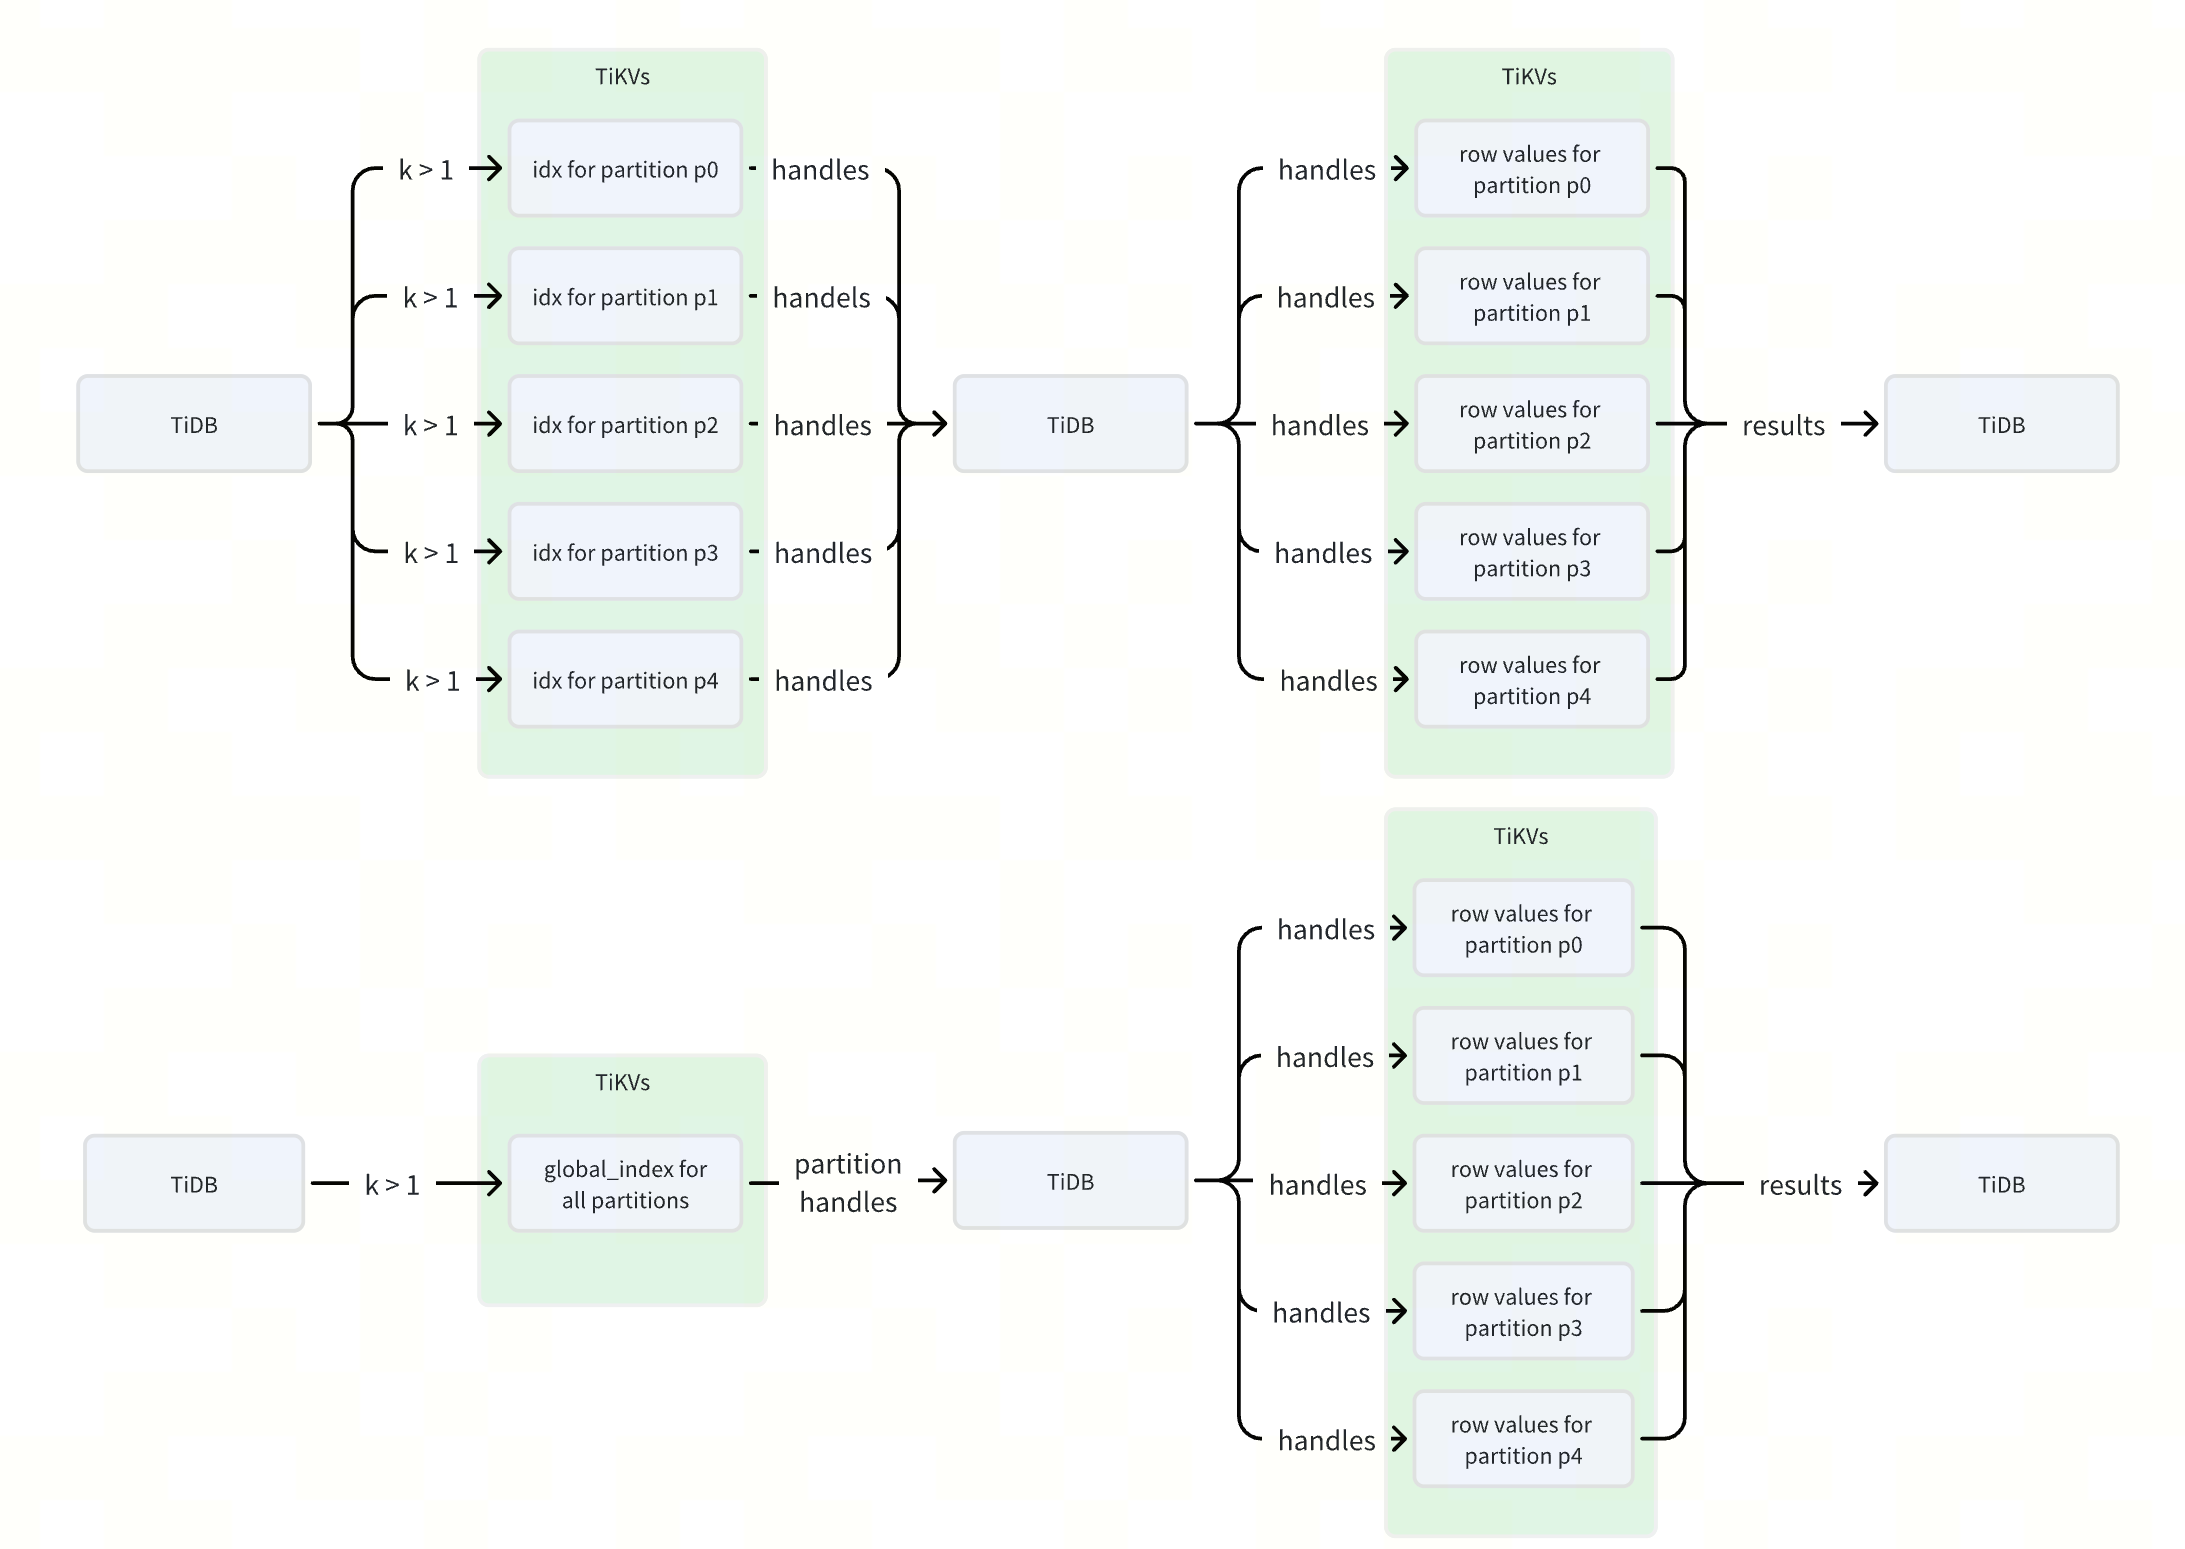 TiKVs
TiKVs
k > 1
idx for partition p0
handles
handles
row values for
partition p0
k > 1
idx for partition p1
handels
handles
row values for
partition p1
TiDB
k > 1
idx for partition p2
handles
TiDB
handles
row values for
partition p2
results
TiDB
k > 1
idx for partition p3
handles
handles
row values for
partition p3
k > 1
idx for partition p4
handles
handles
row values for
partition p4
TiKVs
handles
row values for
partition p0
handles
row values for
partition p1
TiKVs
TiDB
k > 1
global_index for
all partitions
partition
handles
TiDB
handles
row values for
partition p2
results
TiDB
handles
row values for
partition p3
handles
row values for
partition p4